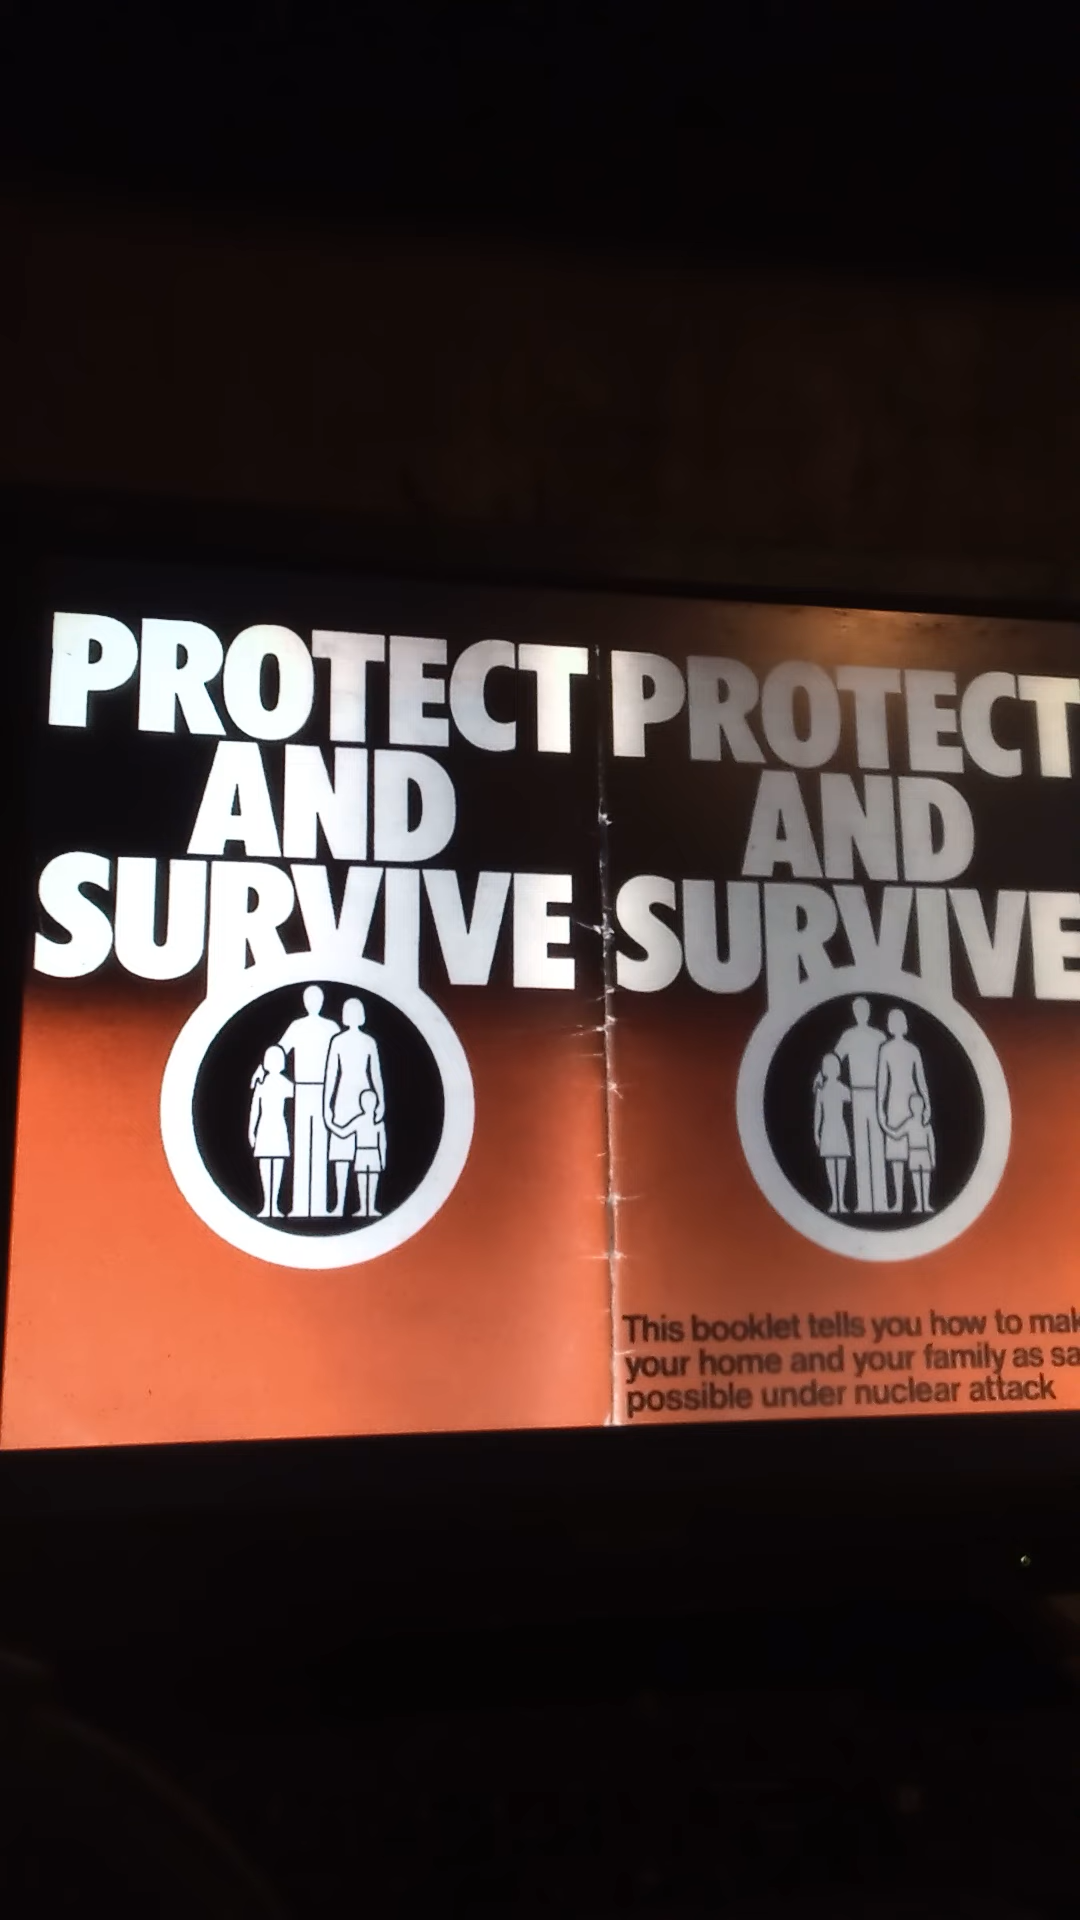 PROTECT
AND
SURVIVE
PROTECT
AND
SURVIVE
This booklet tells you how to
your home and your family as
possible under nuclear attack